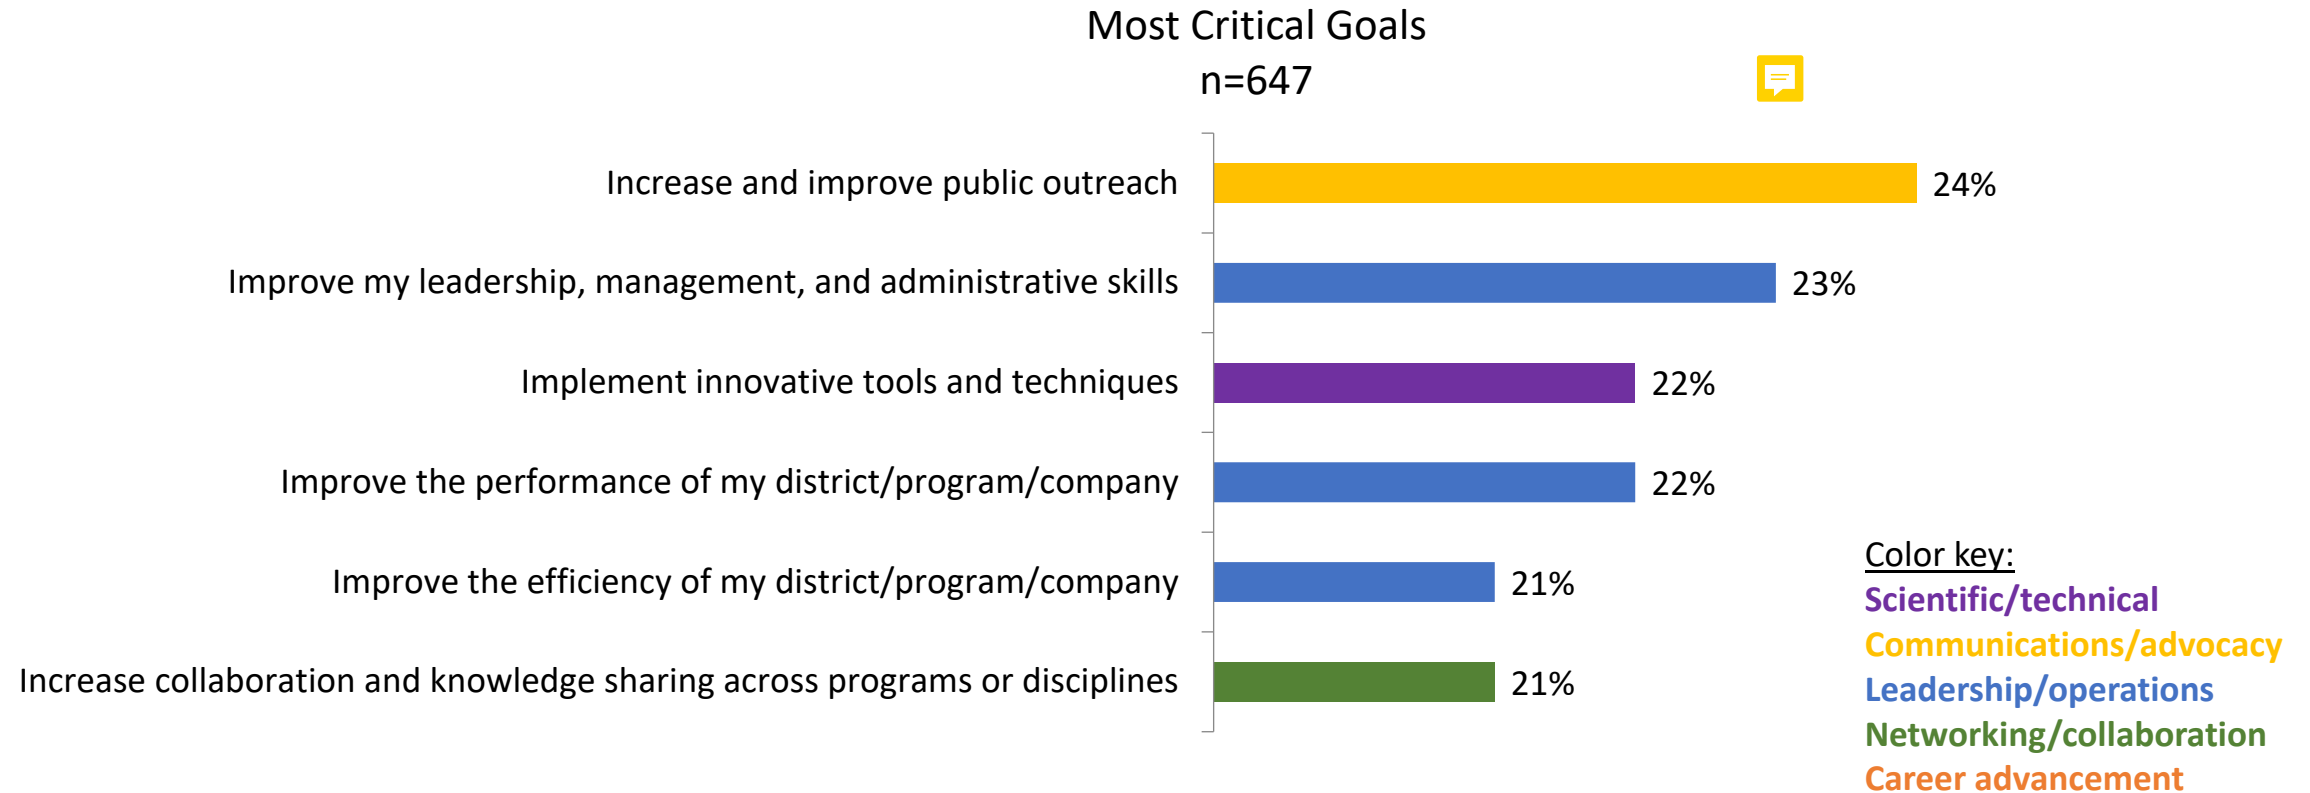 Most Critical Goals
n=647
Increase and improve public outreach 24%
Improve my leadership, management, and administrative skills 23%
Implement innovative tools and techniques 22%
Improve the performance of my district/program/company 22%
Improve the efficiency of my district/program/company 21%
Increase collaboration and knowledge sharing across programs or disciplines 21%
Color key:
Scientific/technical
Communications/advocacy
Leadership/operations
Networking/collaboration
Career advancement